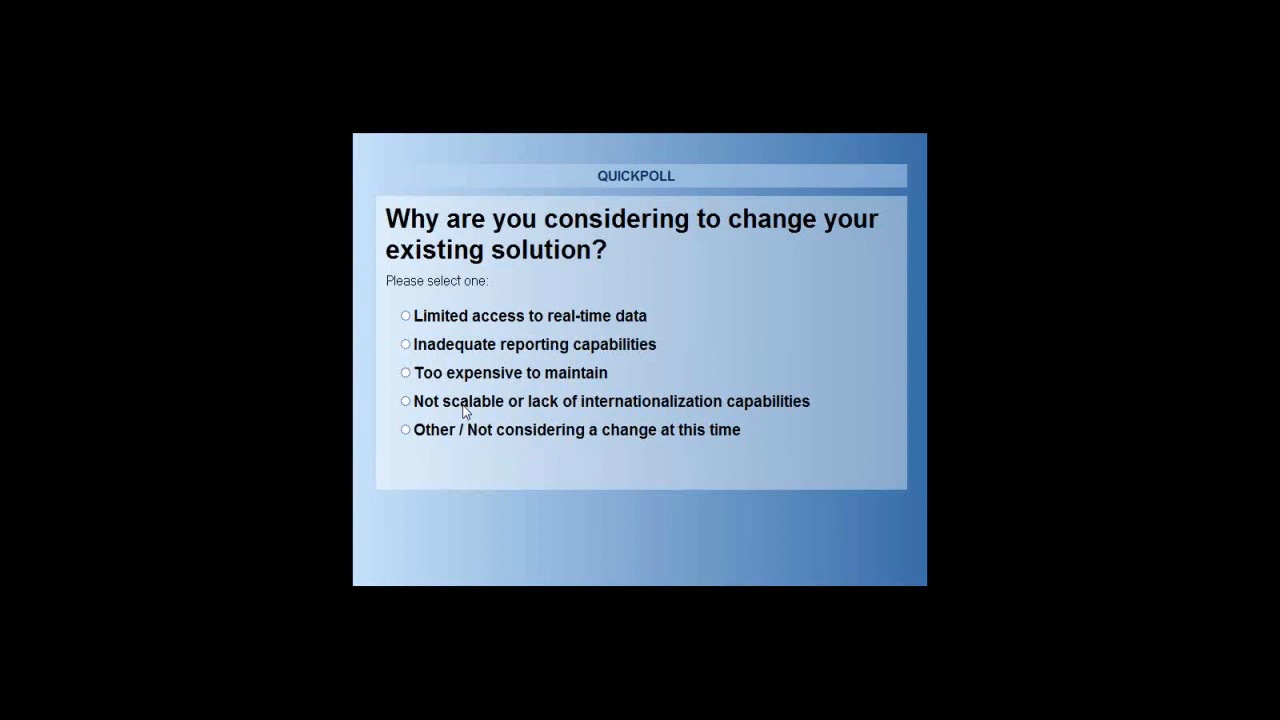 QUICKPOLL
Why are you considering to change your
existing solution?
Please select one:
Limited access to real-time data
Inadequate reporting capabilities
Too expensive to maintain
Not scalable or lack of internationalization capabilities
Other / Not considering a change at this time